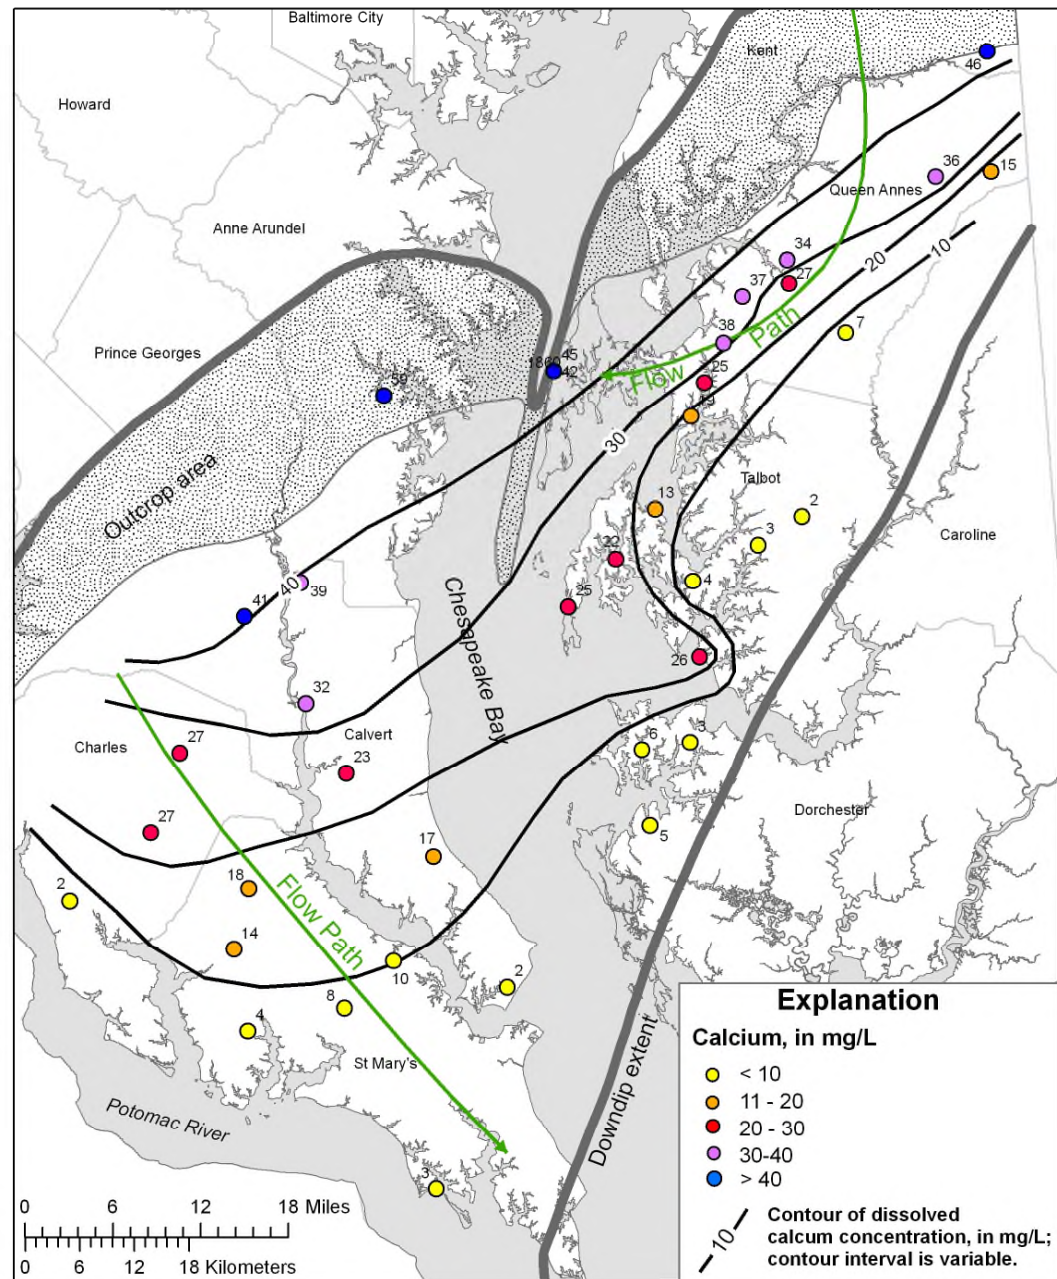 Baltimore City
Kent
46
Howard
36
15
Queen Annes
Anne Arundel
34
27
37
20
10
Path
7
38
Prince Georges
45
42
Flow
25
59
30
19
Outcrop area
Talbot
13
2
3
Caroline
22
4
40
39
25
41
Chesapeake Bay
26
32
Charles
27
Calvert
23
6
3
Dorchester
27
5
17
18
2
Flow Path
14
10
2
8
4
St Mary's
Downdip extent
Potomac River
3
Explanation
Calcium, in mg/L
< 10
11 - 20
20 - 30
30-40
> 40
10
Contour of dissolved
calcum concentration, in mg/L;
contour interval is variable.
0 6 12 18 Miles
0 6 12 18 Kilometers